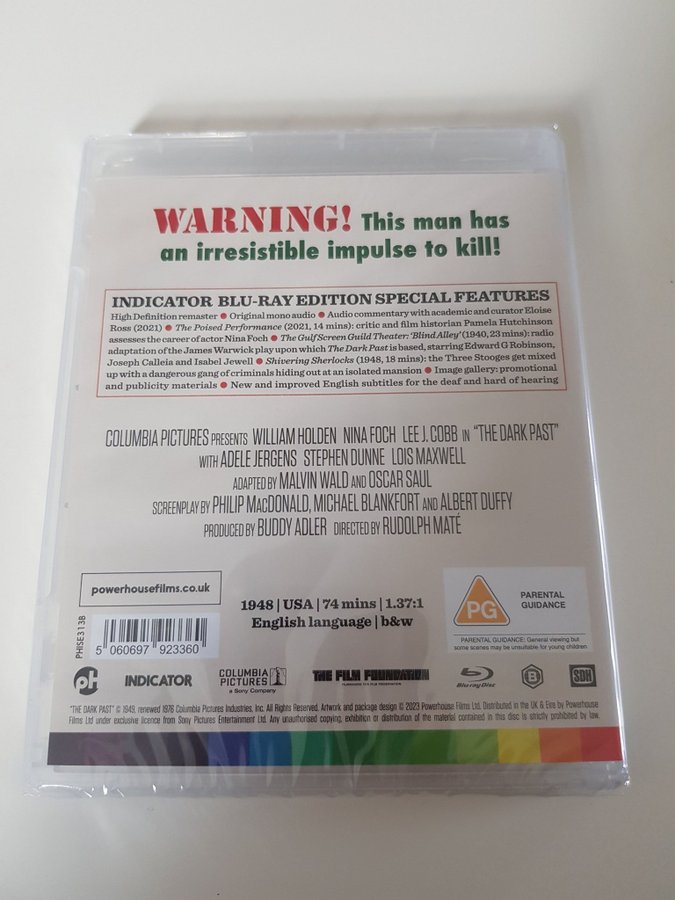 WARNING! This man has
an irresistible impulse to kill!
INDICATOR BLU-RAY EDITION SPECIAL FEATURES
High Definition remaster ● Original mono audio ● Audio commentary with academic and curator Eloise
Ross (2021) ● The Poised Performance (2021, 14 mins): critic and film historian Pamela Hutchinson
assesses the career of actor Nina Foch ● The Gulf Screen Guild Theater: 'Blind Alley' (1940, 23 mins): radio
adaptation of the James Warwick play upon which The Dark Past is based, starring Edward G Robinson,
Joseph Calleia and Isabel Jewell ● Shivering Sherlocks (1948, 18 mins): the Three Stooges get mixed
up with a dangerous gang of criminals hiding out at an isolated mansion ● Image gallery: promotional
and publicity materials ● New and improved English subtitles for the deaf and hard of hearing
COLUMBIA PICTURES PRESENTS WILLIAM HOLDEN NINA FOCH LEE J. COBB IN "THE DARK PAST"
WITH ADELE JERGENS STEPHEN DUNNE LOIS MAXWELL
ADAPTED BY MALVIN WALD AND OSCAR SAUL
SCREENPLAY BY PHILIP MACDONALD, MICHAEL BLANKFORT AND ALBERT DUFFY
PRODUCED BY BUDDY ADLER DIRECTED BY RUDOLPH MATÉ
powerhousefilms.co.uk
PHISE313B
5 060697 923360
1948 | USA | 74 mins | 1.37:1
English language | b&w
PG
PARENTAL
GUIDANCE
PARENTAL GUIDANCE: General viewing but
some scenes may be unsuitable for young children
pH
INDICATOR
COLUMBIA
PICTURES
a Sony Company
THE FILM FOUNDATION
Blu-ray Disc
B
SDH
"THE DARK PAST" © 1949, renewed 1976 Columbia Pictures Industries, Inc. All Rights Reserved. Artwork and package design © 2023 Powerhouse Films Ltd. Distributed in the UK & Eire by Powerhouse
Films Ltd under exclusive licence from Sony Pictures Entertainment Ltd. Any unauthorised copying, exhibition or distribution of the material contained in this disc is strictly prohibited by law.